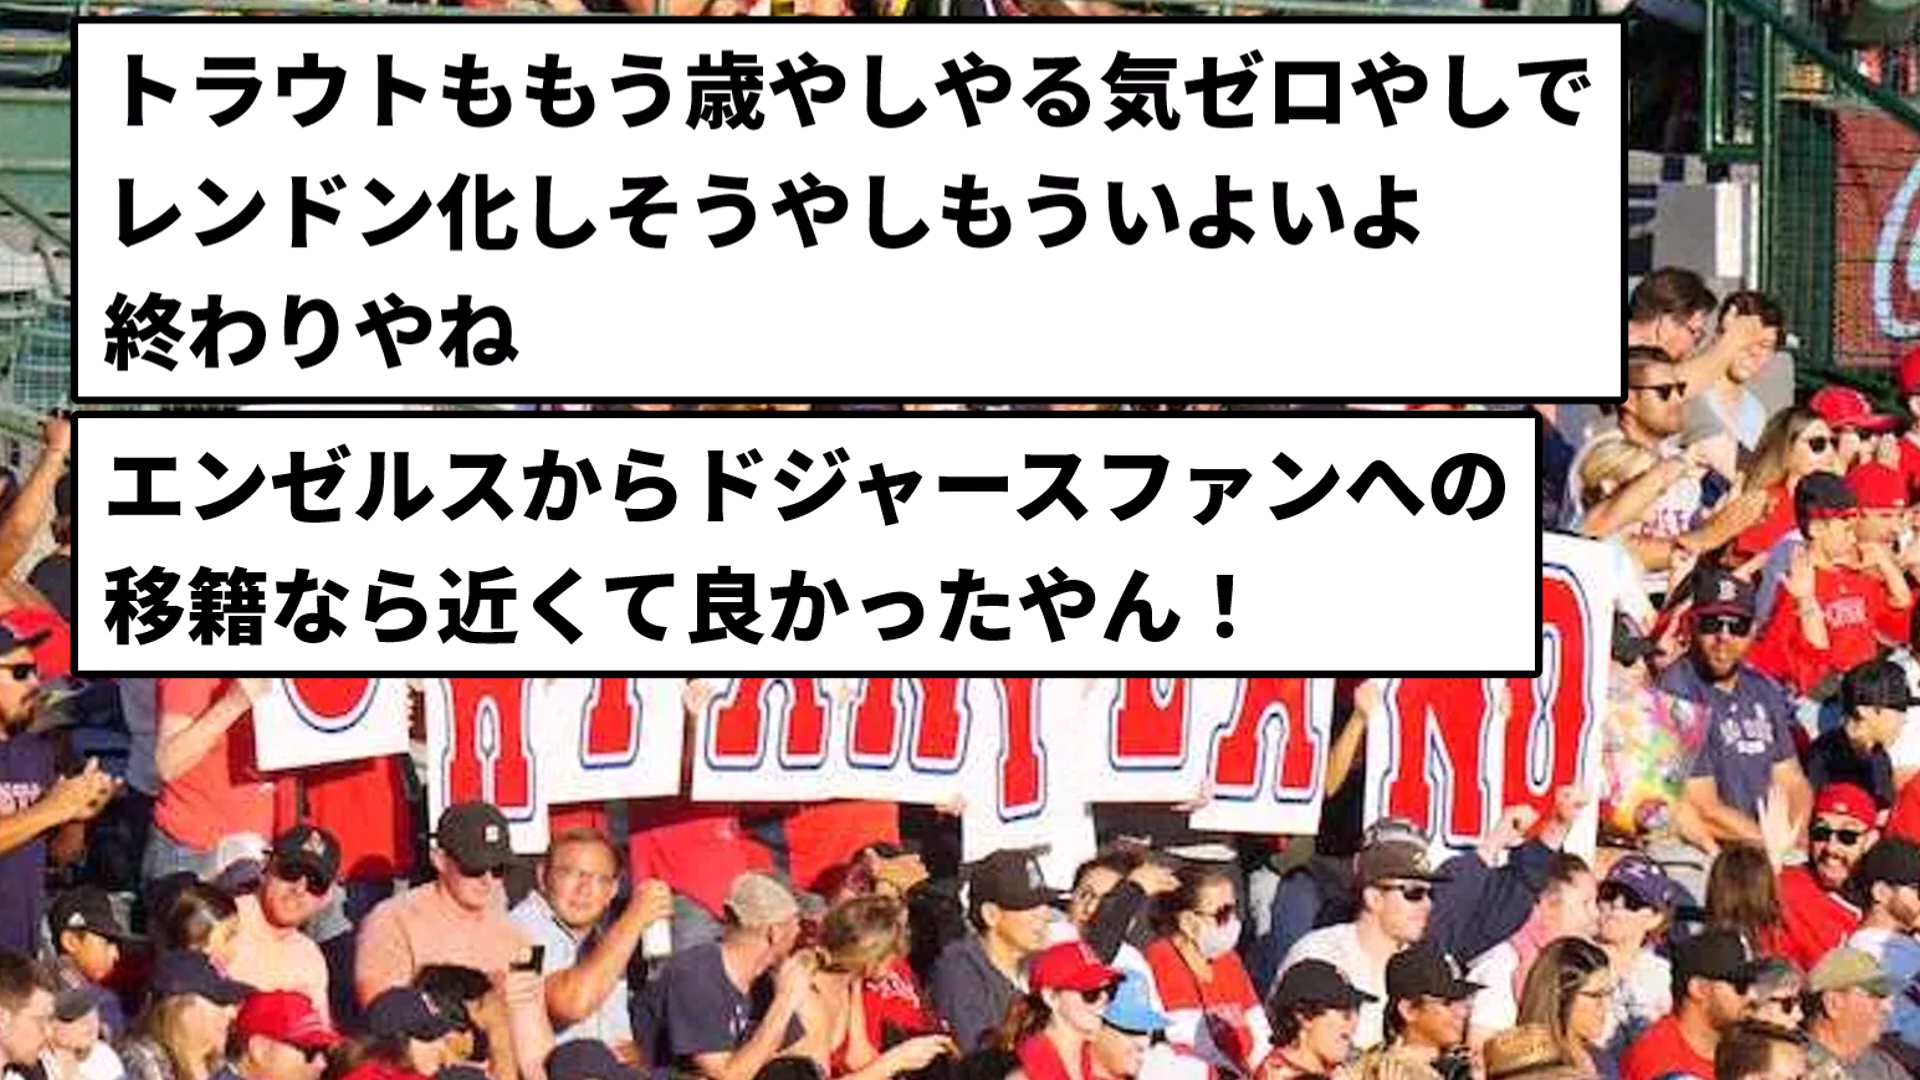 トラウトももう歳やしやる気ゼロやしで
レンドン化しそうやしもういよいよ
終わりやね
エンゼルスからドジャースファンへの
移籍なら近くて良かったやん！